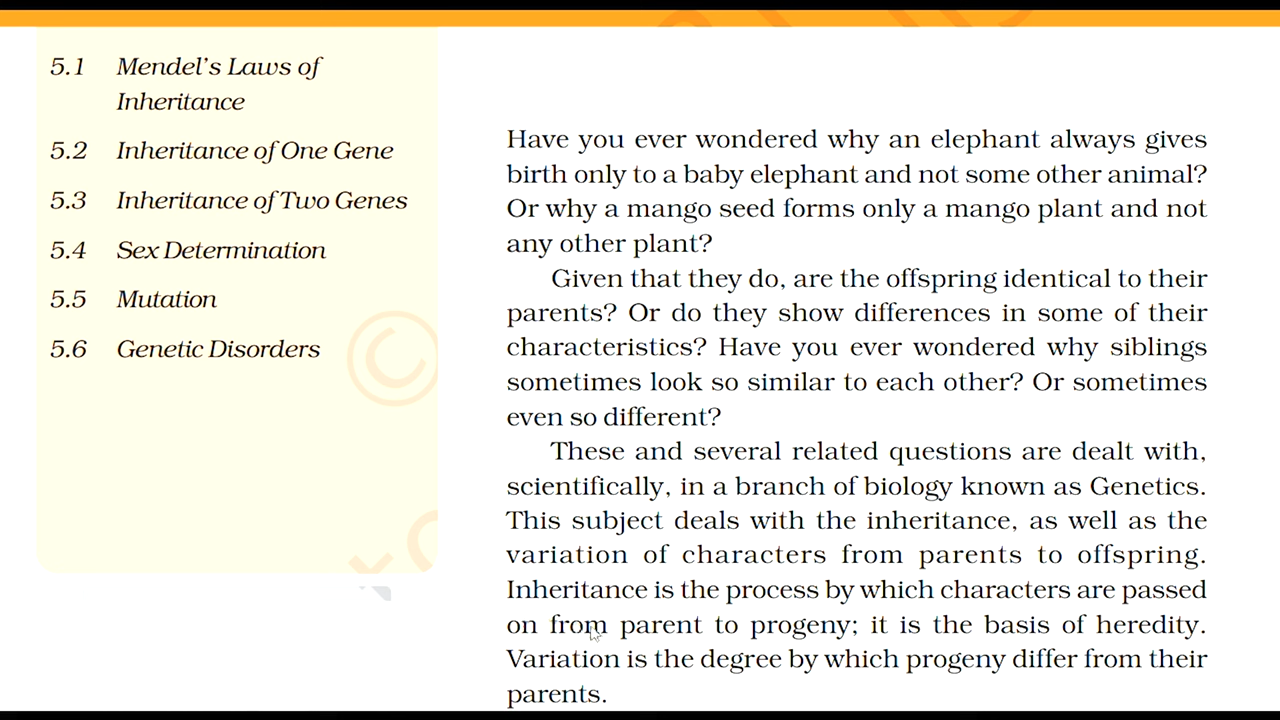 5.1 Mendel's Laws of
Inheritance
5.2 Inheritance of One Gene
5.3 Inheritance of Two Genes
5.4 Sex Determination
5.5 Mutation
5.6 Genetic Disorders
Have you ever wondered why an elephant always gives
birth only to a baby elephant and not some other animal?
Or why a mango seed forms only a mango plant and not
any other plant?
Given that they do, are the offspring identical to their
parents? Or do they show differences in some of their
characteristics? Have you ever wondered why siblings
sometimes look so similar to each other? Or sometimes
even so different?
These and several related questions are dealt with,
scientifically, in a branch of biology known as Genetics.
This subject deals with the inheritance, as well as the
variation of characters from parents to offspring.
Inheritance is the process by which characters are passed
on from parent to progeny; it is the basis of heredity.
Variation is the degree by which progeny differ from their
parents.
©
to